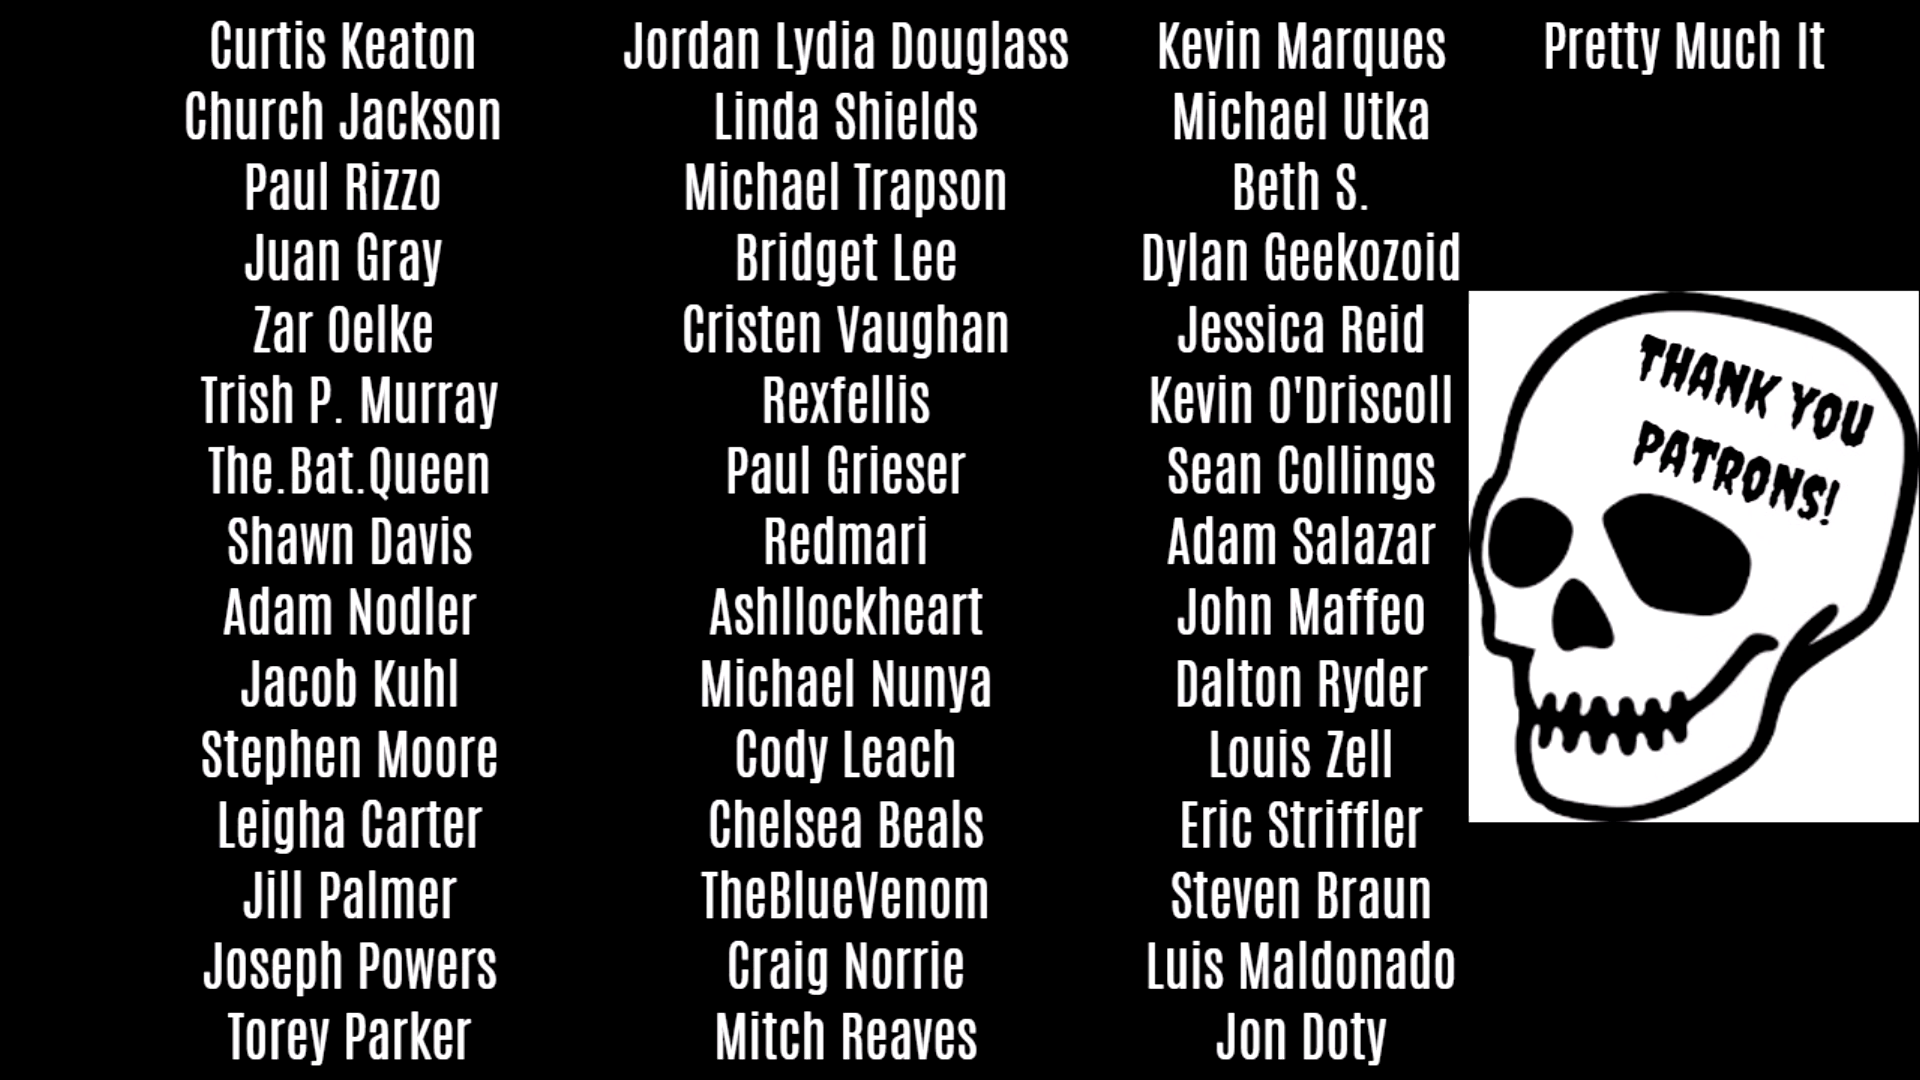 Curtis Keaton
Church Jackson
Paul Rizzo
Juan Gray
Zar Oelke
Trish P. Murray
The.Bat.Queen
Shawn Davis
Adam Nodler
Jacob Kuhl
Stephen Moore
Leigha Carter
Jill Palmer
Joseph Powers
Torey Parker
Jordan Lydia Douglass
Linda Shields
Michael Trapson
Bridget Lee
Cristen Vaughan
Rexfellis
Paul Grieser
Redmari
Ashllockheart
Michael Nunya
Cody Leach
Chelsea Beals
TheBlueVenom
Craig Norrie
Mitch Reaves
Kevin Marques
Michael Utka
Beth S.
Dylan Geekozoid
Jessica Reid
Kevin O'Driscoll
Sean Collings
Adam Salazar
John Maffeo
Dalton Ryder
Louis Zell
Eric Striffler
Steven Braun
Luis Maldonado
Jon Doty
Pretty Much It
THANK YOU
PATRONS!